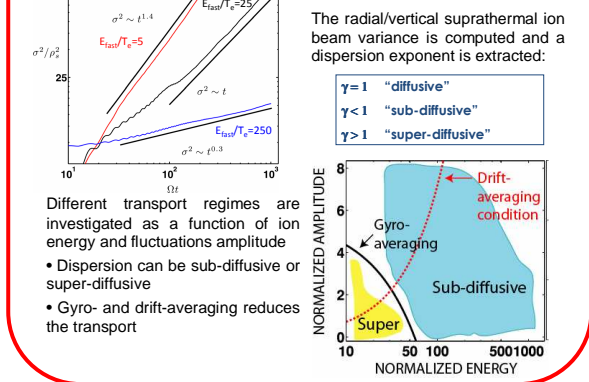 σ² ~ t^1.4
E_fast/T_e=25
E_fast/T_e=5
σ²/ρ_s²
25
σ² ~ t
E_fast/T_e=250
σ² ~ t^0.3
10¹ 10² 10³
Ωt
Different transport regimes are
investigated as a function of ion
energy and fluctuations amplitude
• Dispersion can be sub-diffusive or
super-diffusive
• Gyro- and drift-averaging reduces
the transport
The radial/vertical suprathermal ion
beam variance is computed and a
dispersion exponent is extracted:
γ = 1 “diffusive”
γ < 1 “sub-diffusive”
γ > 1 “super-diffusive”
NORMALIZED AMPLITUDE
8
6
4
2
0
Drift-
averaging
condition
Gyro-
averaging
Sub-diffusive
Super
10 50 100 500 1000
NORMALIZED ENERGY